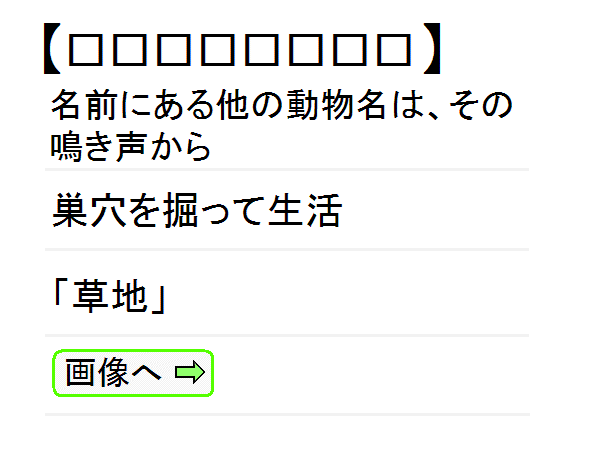 【□□□□□□□□】
名前にある他の動物名は、その
鳴き声から
巣穴を掘って生活
「草地」
画像へ